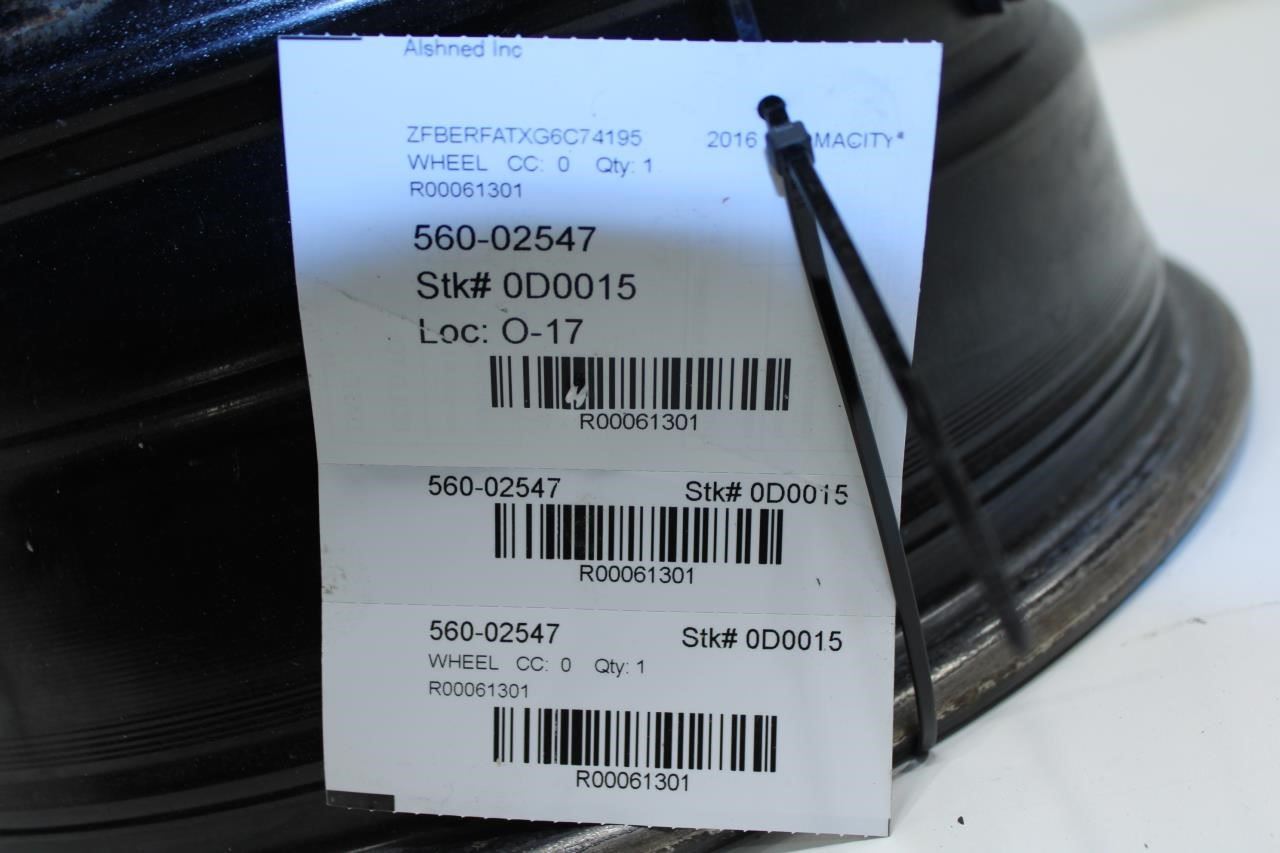 Alshned Inc
ZFBERFATXG6C74195 2016 MACITY*
WHEEL CC: 0 Qty: 1
R00061301
560-02547
Stk# 0D0015
Loc: O-17
R00061301
560-02547 Stk# 0D0015
R00061301
560-02547 Stk# 0D0015
WHEEL CC: 0 Qty: 1
R00061301
R00061301